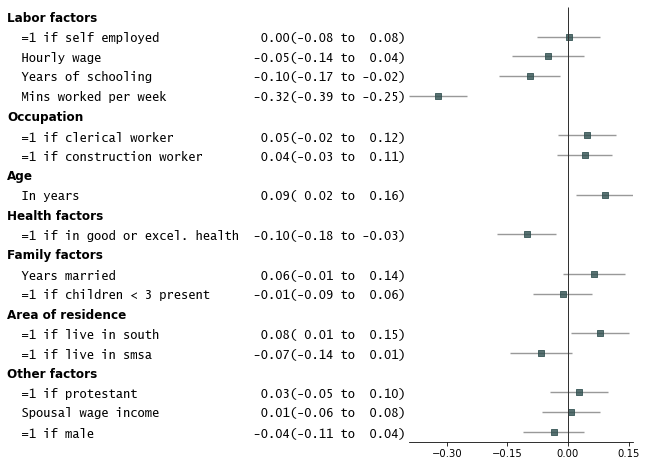 Labor factors
=1 if self employed 0.00(-0.08 to 0.08)
Hourly wage -0.05(-0.14 to 0.04)
Years of schooling -0.10(-0.17 to -0.02)
Mins worked per week -0.32(-0.39 to -0.25)
Occupation
=1 if clerical worker 0.05(-0.02 to 0.12)
=1 if construction worker 0.04(-0.03 to 0.11)
Age
In years 0.09( 0.02 to 0.16)
Health factors
=1 if in good or excel. health -0.10(-0.18 to -0.03)
Family factors
Years married 0.06(-0.01 to 0.14)
=1 if children < 3 present -0.01(-0.09 to 0.06)
Area of residence
=1 if live in south 0.08( 0.01 to 0.15)
=1 if live in smsa -0.07(-0.14 to 0.01)
Other factors
=1 if protestant 0.03(-0.05 to 0.10)
Spousal wage income 0.01(-0.06 to 0.08)
=1 if male -0.04(-0.11 to 0.04)
−0.30 −0.15 0.00 0.15